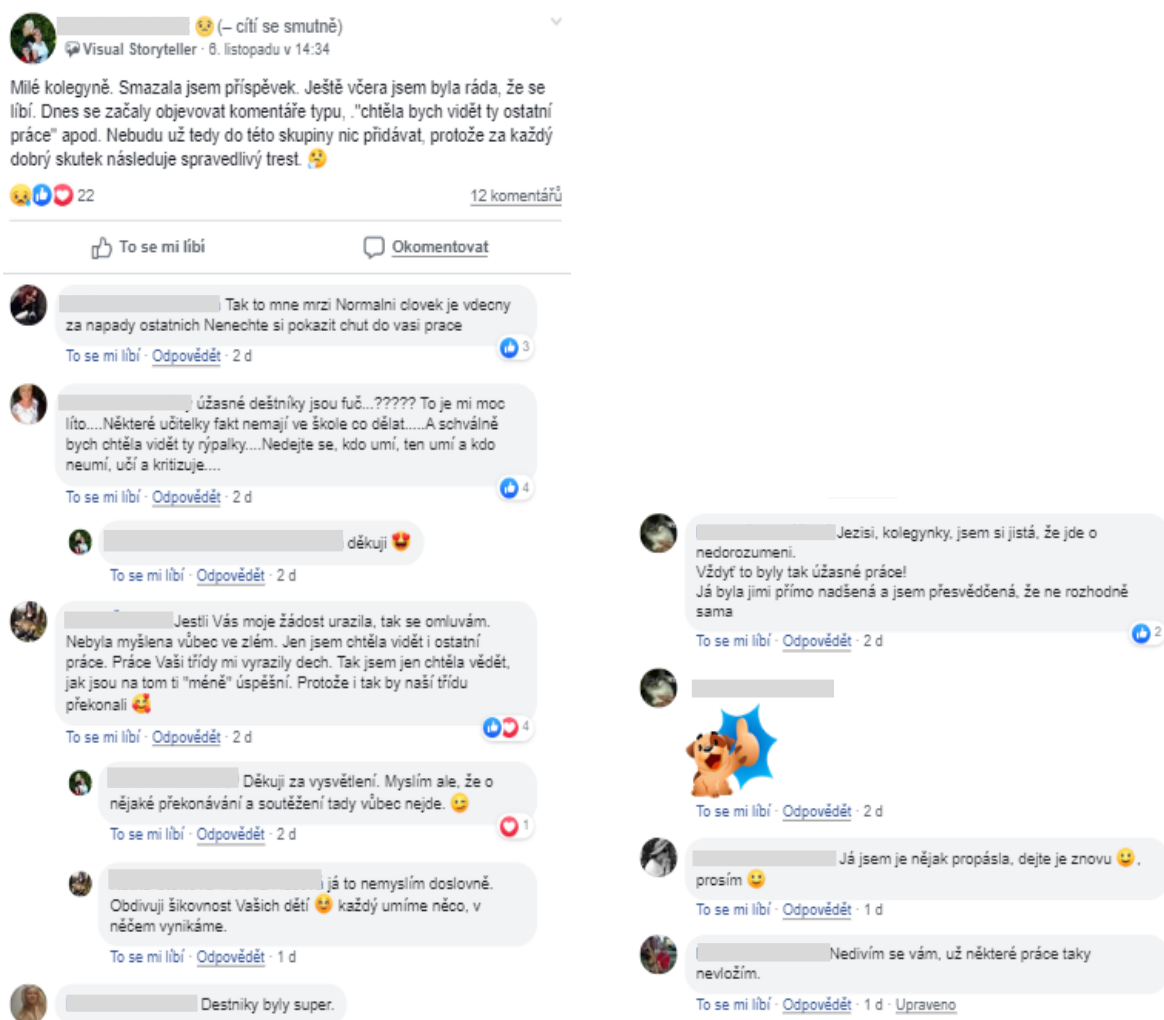 (– cítí se smutně)
Visual Storyteller · 6. listopadu v 14:34
Milé kolegyně. Smazala jsem příspěvek. Ještě včera jsem byla ráda, že se
líbí. Dnes se začaly objevovat komentáře typu, ."chtěla bych vidět ty ostatní
práce" apod. Nebudu už tedy do této skupiny nic přidávat, protože za každý
dobrý skutek následuje spravedlivý trest.
22
12 komentářů
To se mi líbí
Okomentovat
Tak to mne mrzi Normalni clovek je vdecny
za napady ostatnich Nenechte si pokazit chut do vasi prace
3
To se mi líbí · Odpovědět · 2 d
úžasné deštníky jsou fuč...????? To je mi moc
líto....Některé učitelky fakt nemají ve škole co dělat.....A schválně
bych chtěla vidět ty rýpalky....Nedejte se, kdo umí, ten umí a kdo
neumí, učí a kritizuje....
4
To se mi líbí · Odpovědět · 2 d
děkuji
To se mi líbí · Odpovědět · 2 d
Jestli Vás moje žádost urazila, tak se omluvám.
Nebyla myšlena vůbec ve zlém. Jen jsem chtěla vidět i ostatní
práce. Práce Vaši třídy mi vyrazily dech. Tak jsem jen chtěla vědět,
jak jsou na tom ti "méně" úspěšní. Protože i tak by naší třídu
překonali
4
To se mi líbí · Odpovědět · 2 d
Děkuji za vysvětlení. Myslím ale, že o
nějaké překonávání a soutěžení tady vůbec nejde.
1
To se mi líbí · Odpovědět · 2 d
já to nemyslím doslovně.
Obdivuji šikovnost Vašich dětí každý umíme něco, v
něčem vynikáme.
To se mi líbí · Odpovědět · 1 d
Destniky byly super.
Jezisi, kolegynky, jsem si jistá, že jde o
nedorozumeni.
Vždyť to byly tak úžasné práce!
Já byla jimi přímo nadšená a jsem přesvědčená, že ne rozhodně
sama
2
To se mi líbí · Odpovědět · 2 d
To se mi líbí · Odpovědět · 2 d
Já jsem je nějak propásla, dejte je znovu ,
prosím
To se mi líbí · Odpovědět · 1 d
Nedivím se vám, už některé práce taky
nevložím.
To se mi líbí · Odpovědět · 1 d · Upraveno